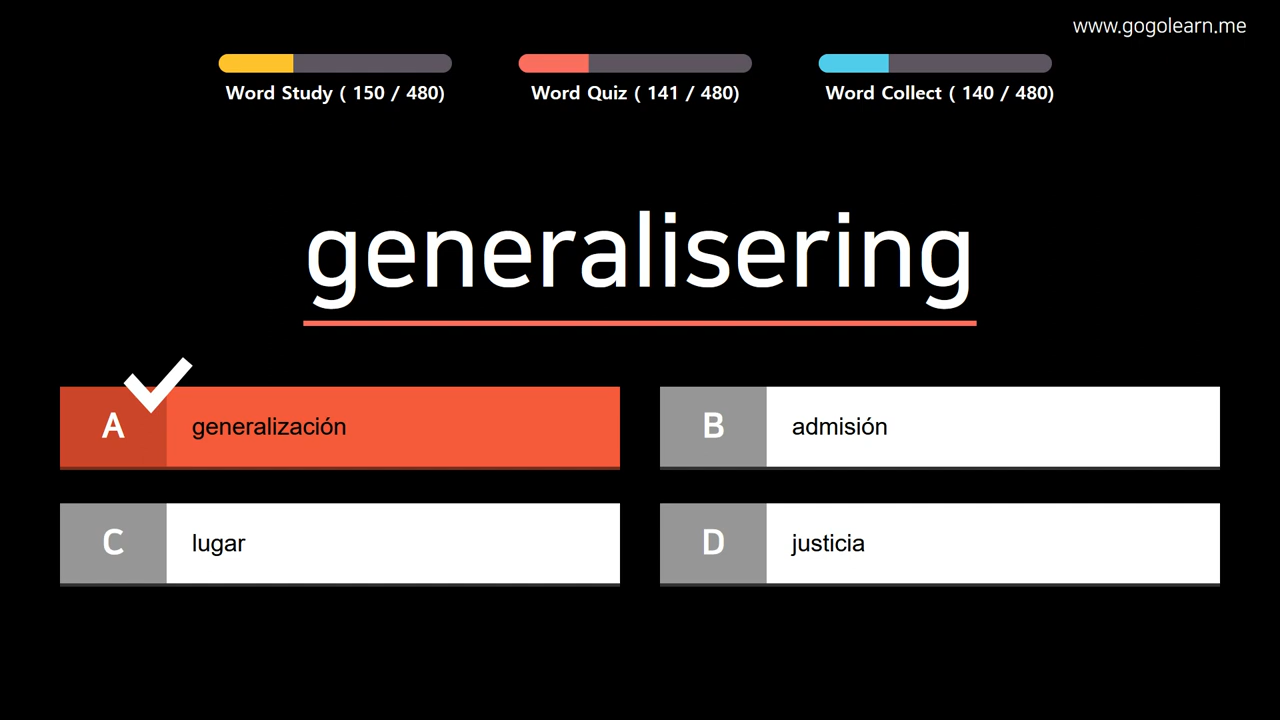 www.gogolearn.me
Word Study ( 150 / 480)
Word Quiz ( 141 / 480)
Word Collect ( 140 / 480)
generalisering
A generalización
B admisión
C lugar
D justicia